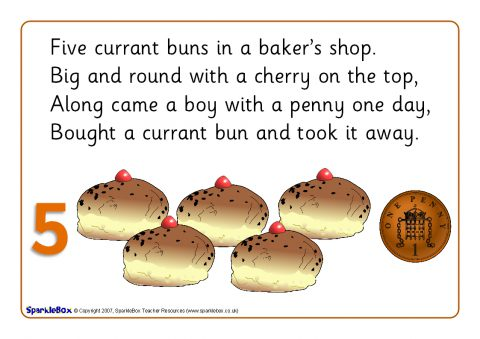 Five currant buns in a baker's shop.
Big and round with a cherry on the top,
Along came a boy with a penny one day,
Bought a currant bun and took it away.
5
ONE PENNY
1
SparkleBox © Copyright 2007, SparkleBox Teacher Resources (www.sparklebox.co.uk)